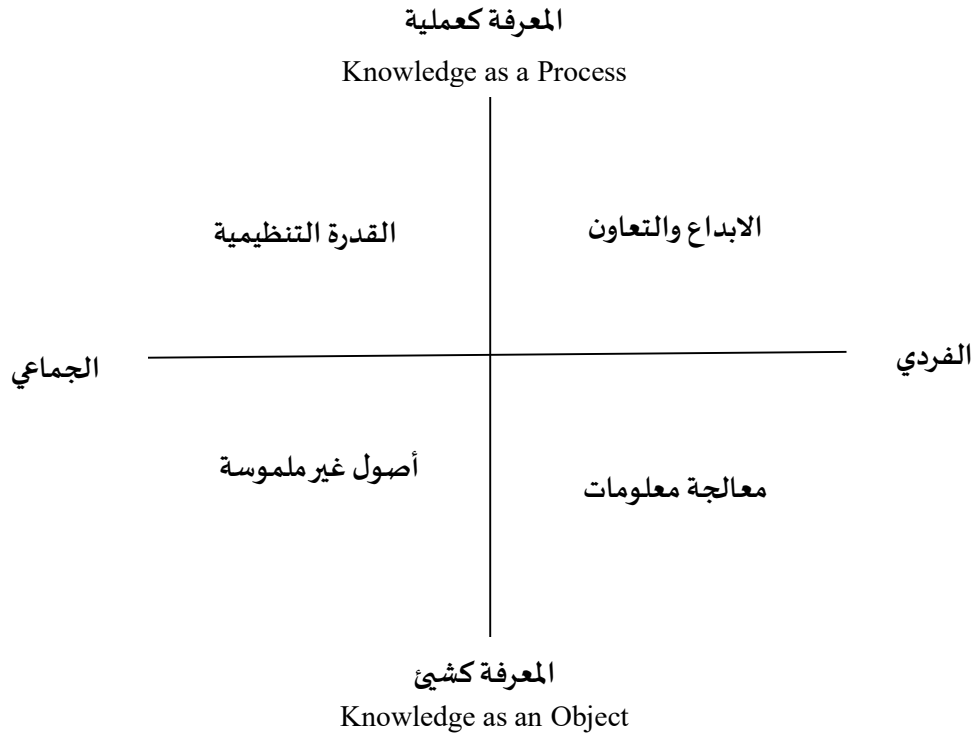 المعرفة كعملية
Knowledge as a Process
الابداع والتعاون
القدرة التنظيمية
الفردي
الجماعي
أصول غير ملموسة
معالجة معلومات
المعرفة كشيئ
Knowledge as an Object